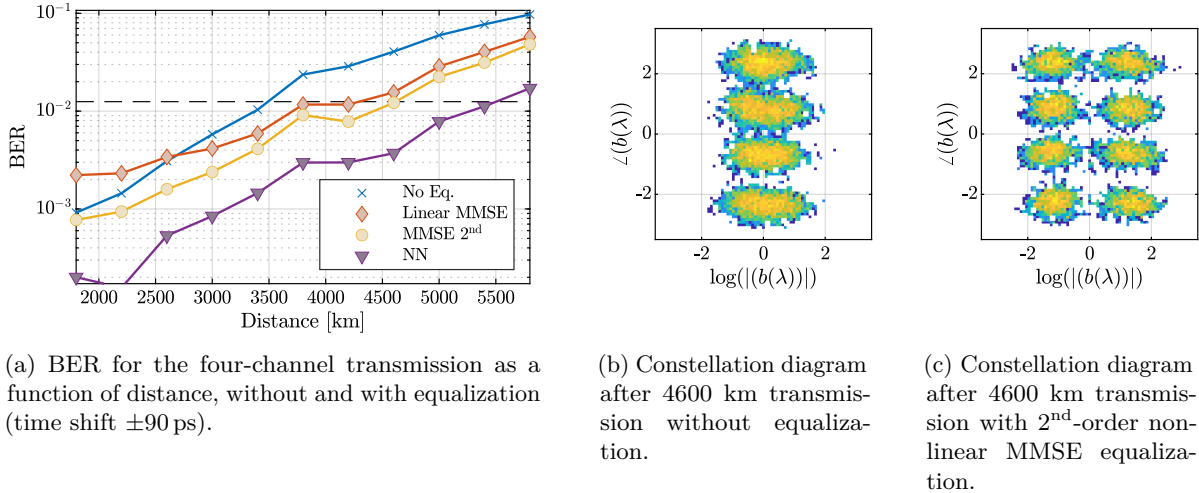 10⁻¹
10⁻²
10⁻³
BER
2000 2500 3000 3500 4000 4500 5000 5500
Distance [km]
No Eq.
Linear MMSE
MMSE 2nd
NN
2
0
−2
∠(b(λ))
−2 0 2
log(|(b(λ))|)
2
0
−2
∠(b(λ))
−2 0 2
log(|(b(λ))|)
(a) BER for the four-channel transmission as a
function of distance, without and with equalization
(time shift ±90 ps).
(b) Constellation diagram
after 4600 km transmis-
sion without equaliza-
tion.
(c) Constellation diagram
after 4600 km transmis-
sion with 2nd-order non-
linear MMSE equaliza-
tion.